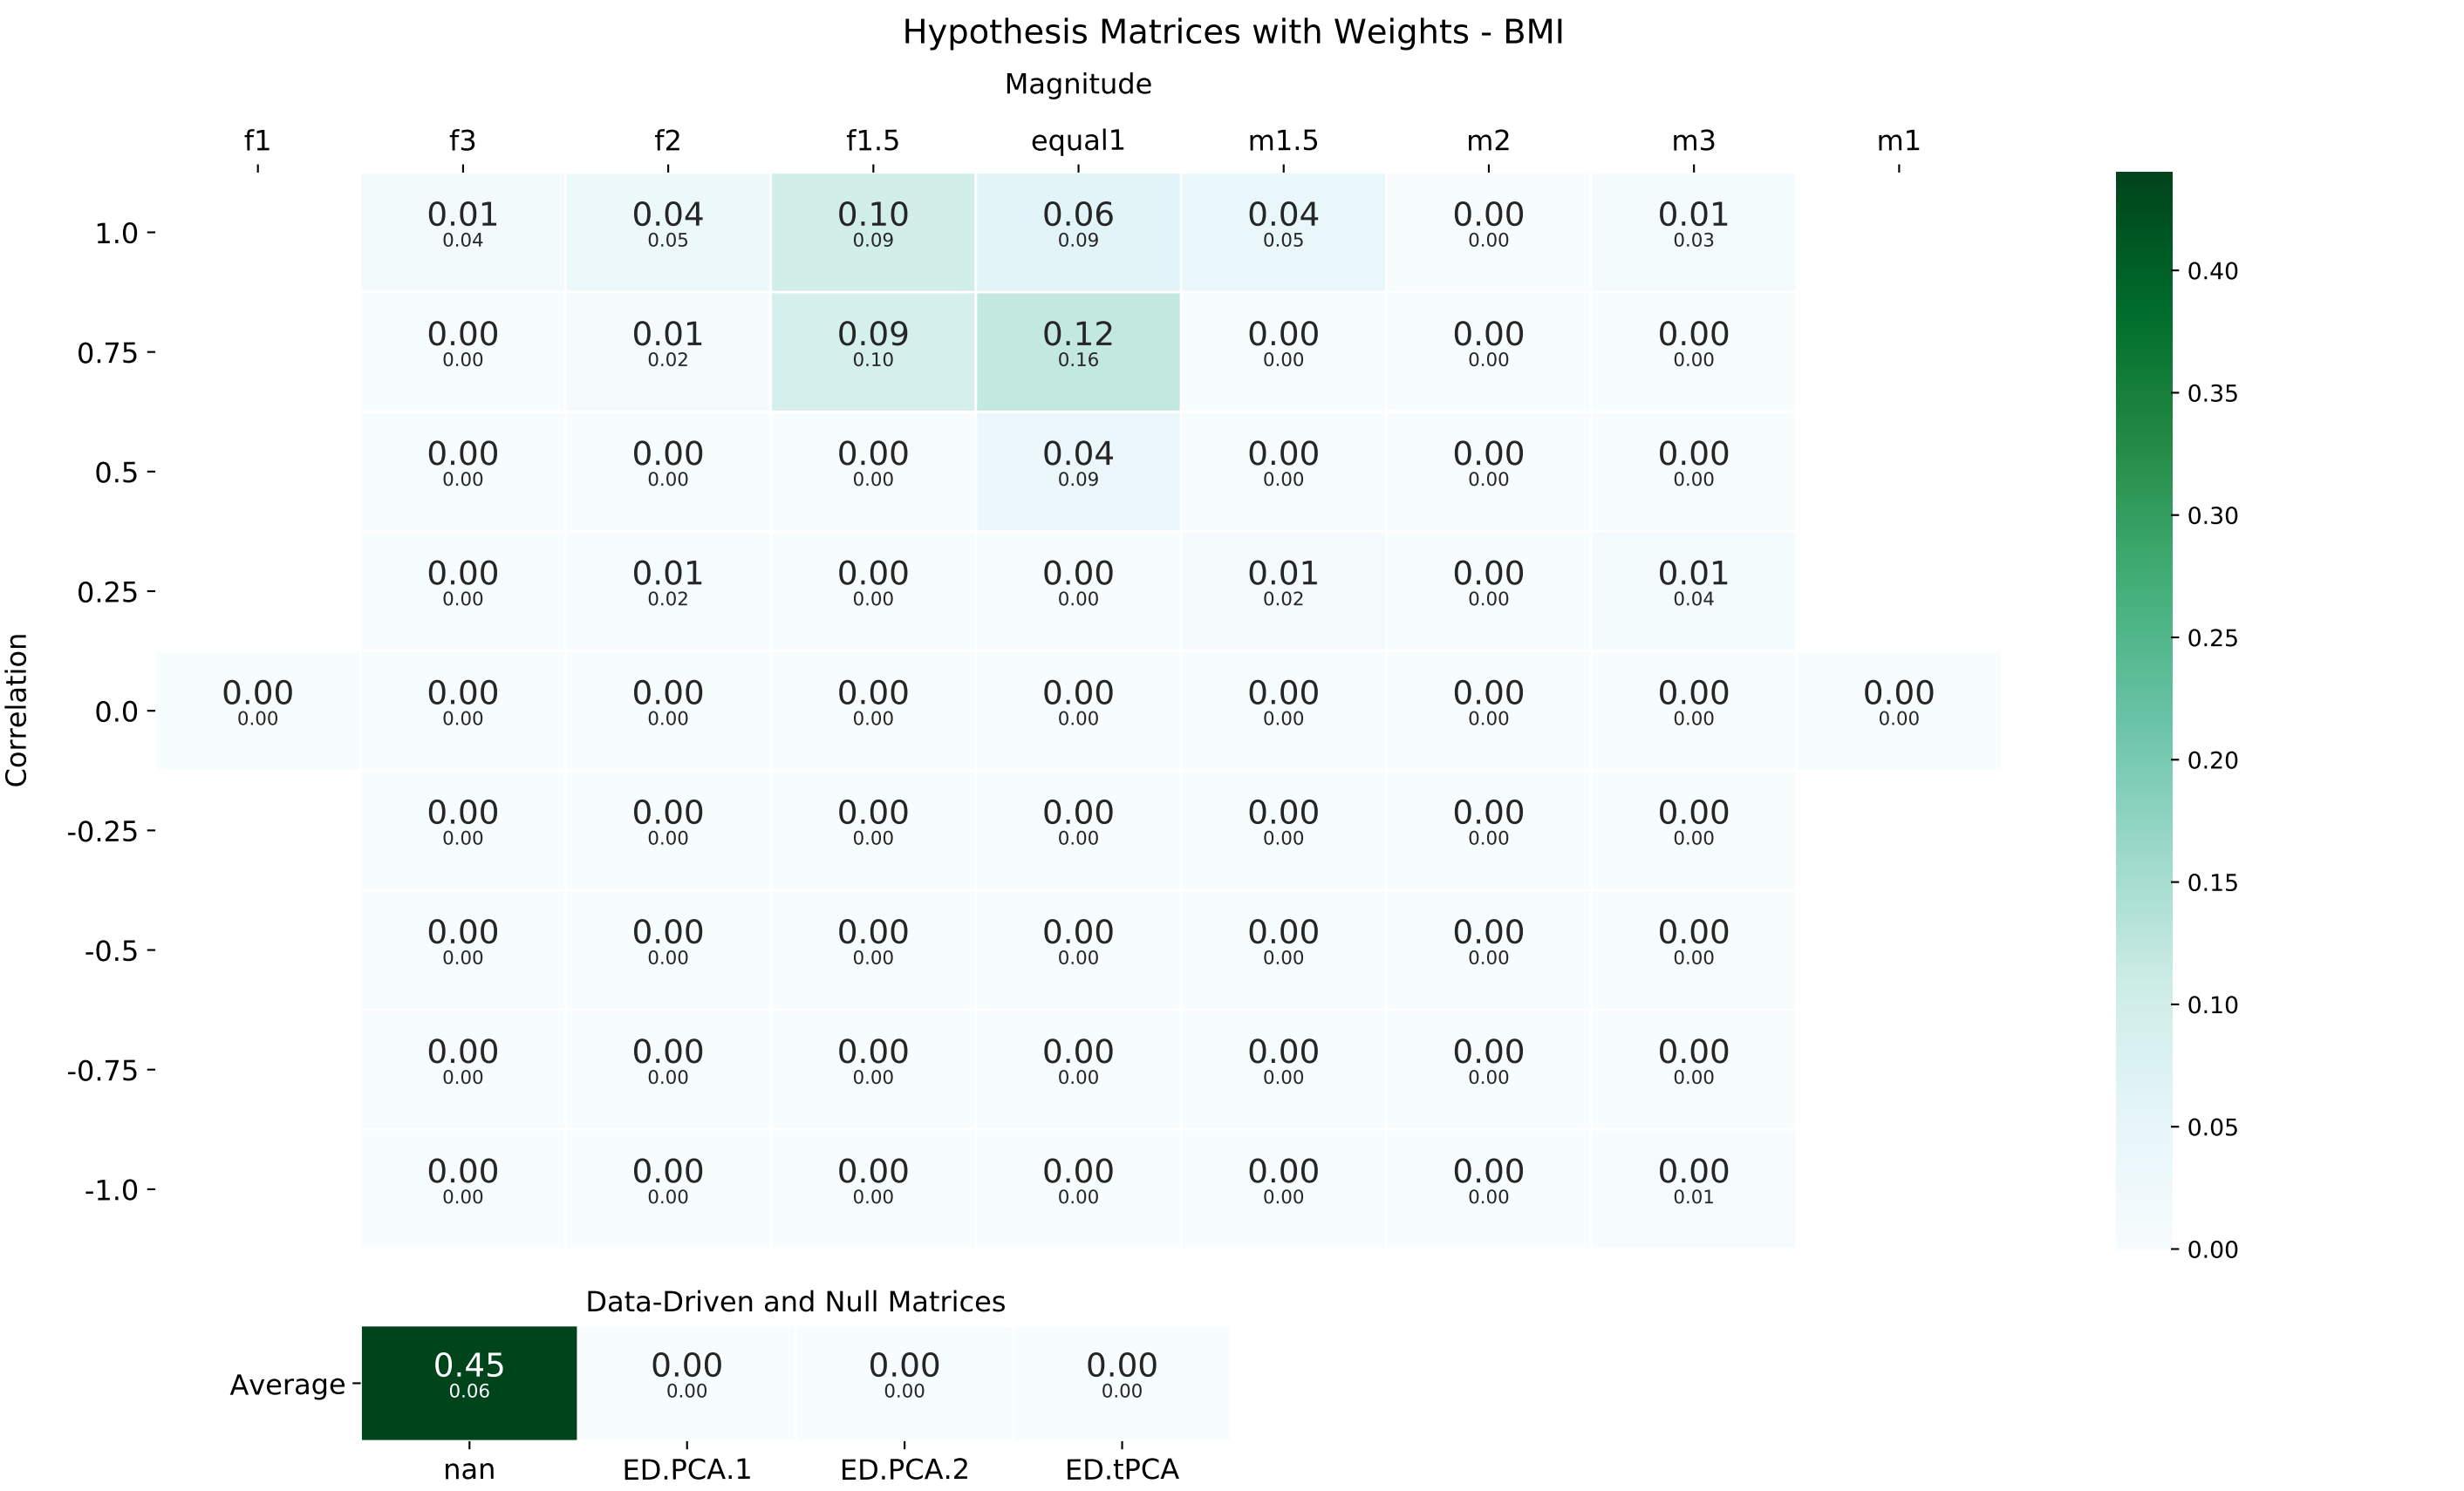 Hypothesis Matrices with Weights - BMI
Magnitude
f1 f3 f2 f1.5 equal1 m1.5 m2 m3 m1
1.0 0.01 0.04 0.10 0.06 0.04 0.00 0.01
0.04 0.05 0.09 0.09 0.05 0.00 0.03
0.75 0.00 0.01 0.09 0.12 0.00 0.00 0.00
0.00 0.02 0.10 0.16 0.00 0.00 0.00
0.5 0.00 0.00 0.00 0.04 0.00 0.00 0.00
0.00 0.00 0.00 0.09 0.00 0.00 0.00
0.25 0.00 0.01 0.00 0.00 0.01 0.00 0.01
0.00 0.02 0.00 0.00 0.02 0.00 0.04
Correlation
0.0 0.00 0.00 0.00 0.00 0.00 0.00 0.00 0.00 0.00
0.00 0.00 0.00 0.00 0.00 0.00 0.00 0.00 0.00
-0.25 0.00 0.00 0.00 0.00 0.00 0.00 0.00
0.00 0.00 0.00 0.00 0.00 0.00 0.00
-0.5 0.00 0.00 0.00 0.00 0.00 0.00 0.00
0.00 0.00 0.00 0.00 0.00 0.00 0.00
-0.75 0.00 0.00 0.00 0.00 0.00 0.00 0.00
0.00 0.00 0.00 0.00 0.00 0.00 0.00
-1.0 0.00 0.00 0.00 0.00 0.00 0.00 0.00
0.00 0.00 0.00 0.00 0.00 0.00 0.01
0.40
0.35
0.30
0.25
0.20
0.15
0.10
0.05
0.00
Data-Driven and Null Matrices
Average 0.45 0.00 0.00 0.00
0.06 0.00 0.00 0.00
nan ED.PCA.1 ED.PCA.2 ED.tPCA